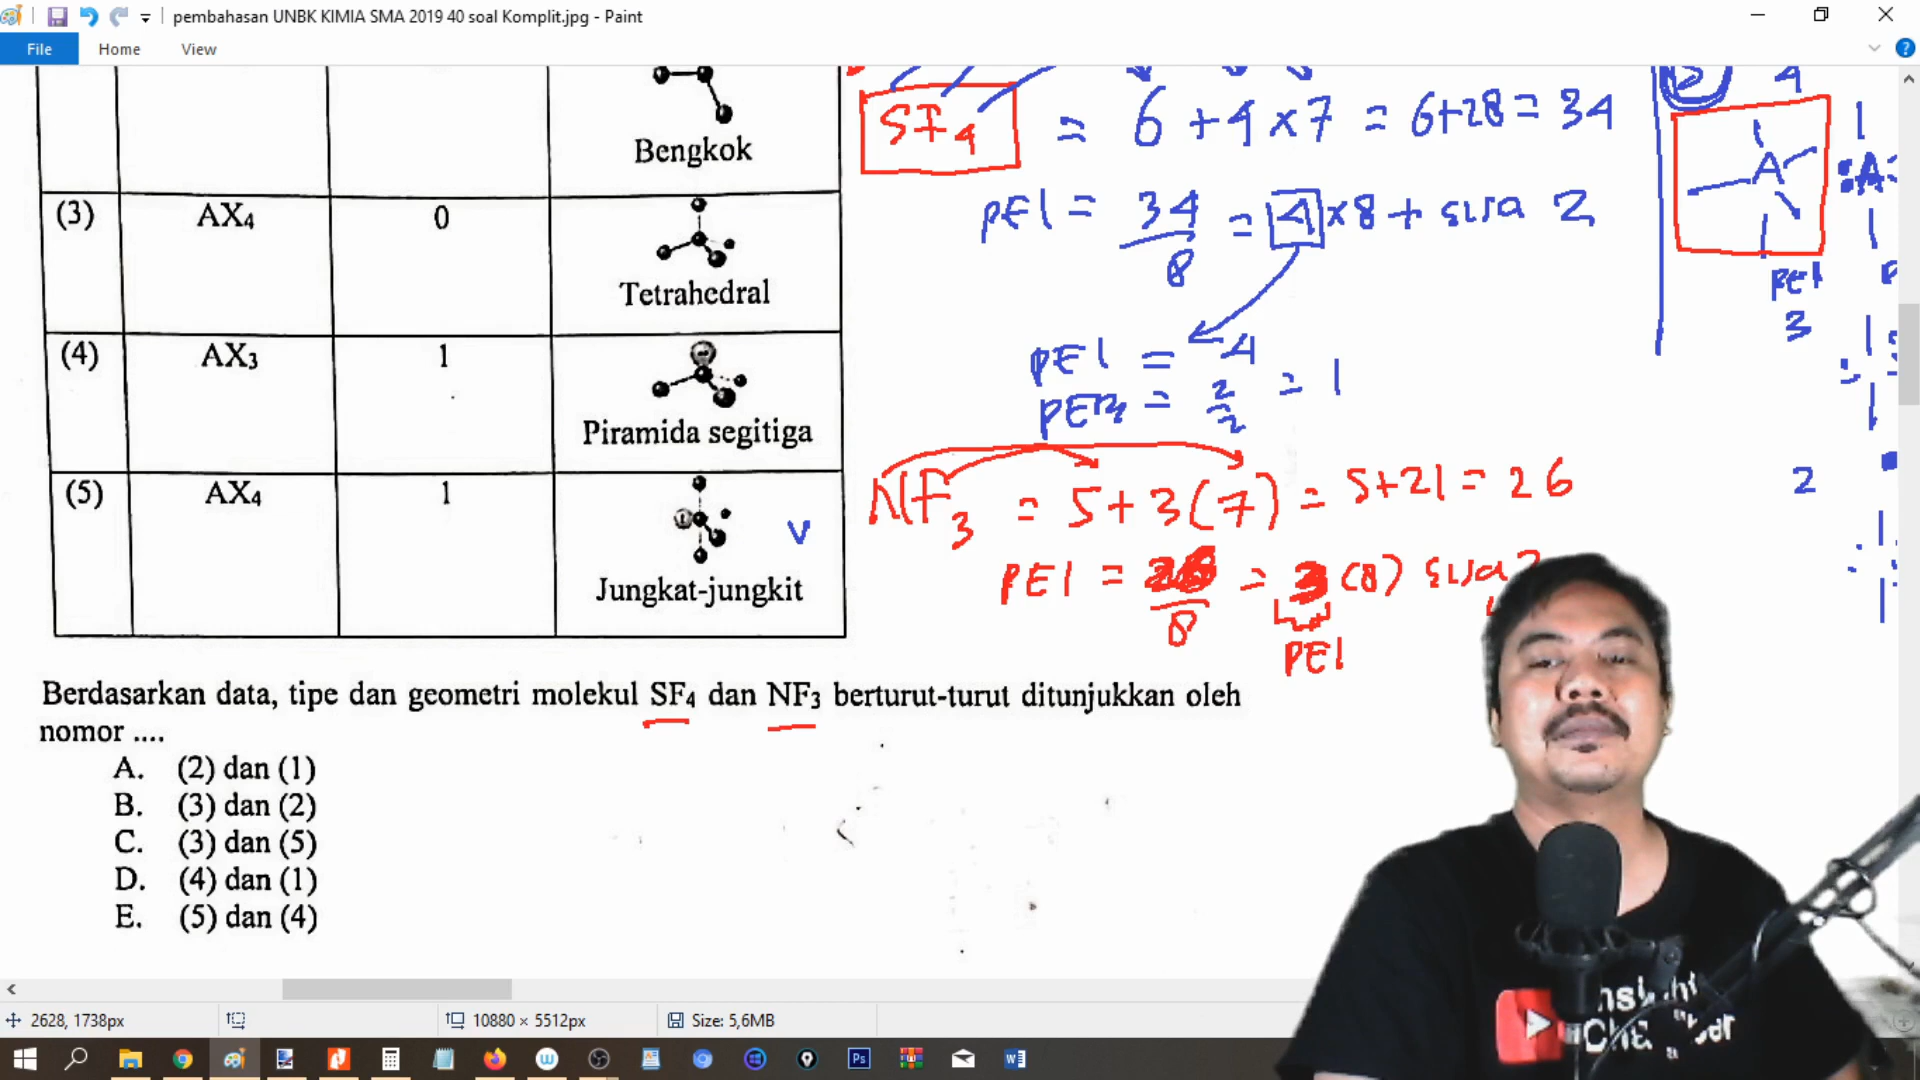 pembahasan UNBK KIMIA SMA 2019 40 soal Komplit.jpg - Paint
File Home View
Bengkok
(3) AX4 0
Tetrahedral
(4) AX3 1
Piramida segitiga
(5) AX4 1
Jungkat-jungkit
V
SF4 = 6 + 4 × 7 = 6+28 = 34
PEI = 34/8 = 4 × 8 + sisa 2
PEI = 4
PEB = 2/2 = 1
NF3 = 5 + 3 (7) = 5+21 = 26
PEI = 26/8 = 3 (8) sisa 2
PEI
4
A
:A
PEI
3
2
Berdasarkan data, tipe dan geometri molekul SF4 dan NF3 berturut-turut ditunjukkan oleh
nomor ....
A. (2) dan (1)
B. (3) dan (2)
C. (3) dan (5)
D. (4) dan (1)
E. (5) dan (4)
2628, 1738px
10880 × 5512px
Size: 5,6MB